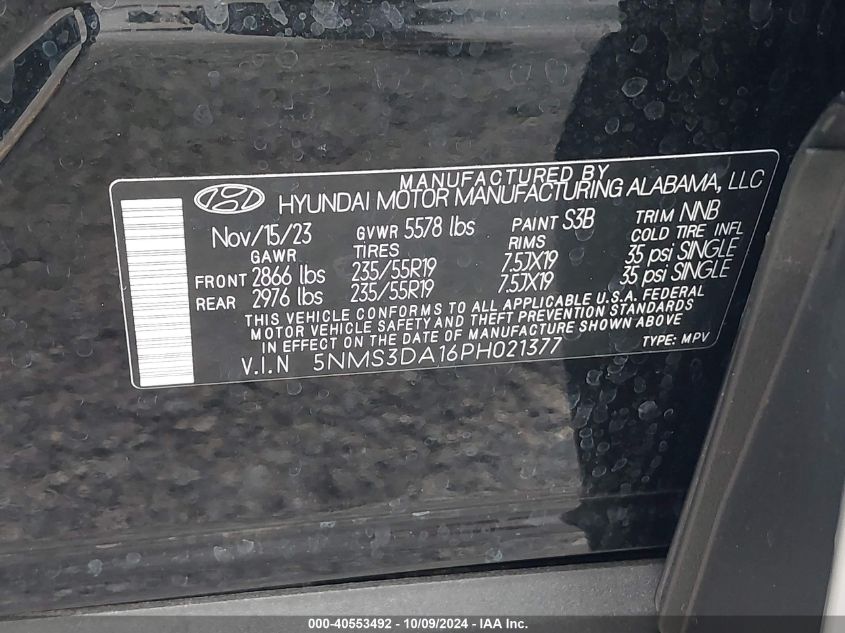 MANUFACTURED BY
HYUNDAI MOTOR MANUFACTURING ALABAMA, LLC
Nov/15/23 GVWR 5578 lbs PAINT S3B TRIM NNB
GAWR TIRES RIMS COLD TIRE INFL
FRONT 2866 lbs 235/55R19 7.5JX19 35 psi SINGLE
REAR 2976 lbs 235/55R19 7.5JX19 35 psi SINGLE
THIS VEHICLE CONFORMS TO ALL APPLICABLE U.S.A. FEDERAL
MOTOR VEHICLE SAFETY AND THEFT PREVENTION STANDARDS
IN EFFECT ON THE DATE OF MANUFACTURE SHOWN ABOVE.
V.I.N 5NMS3DA16PH021377 TYPE: MPV
000-40553492 - 10/09/2024 - IAA Inc.